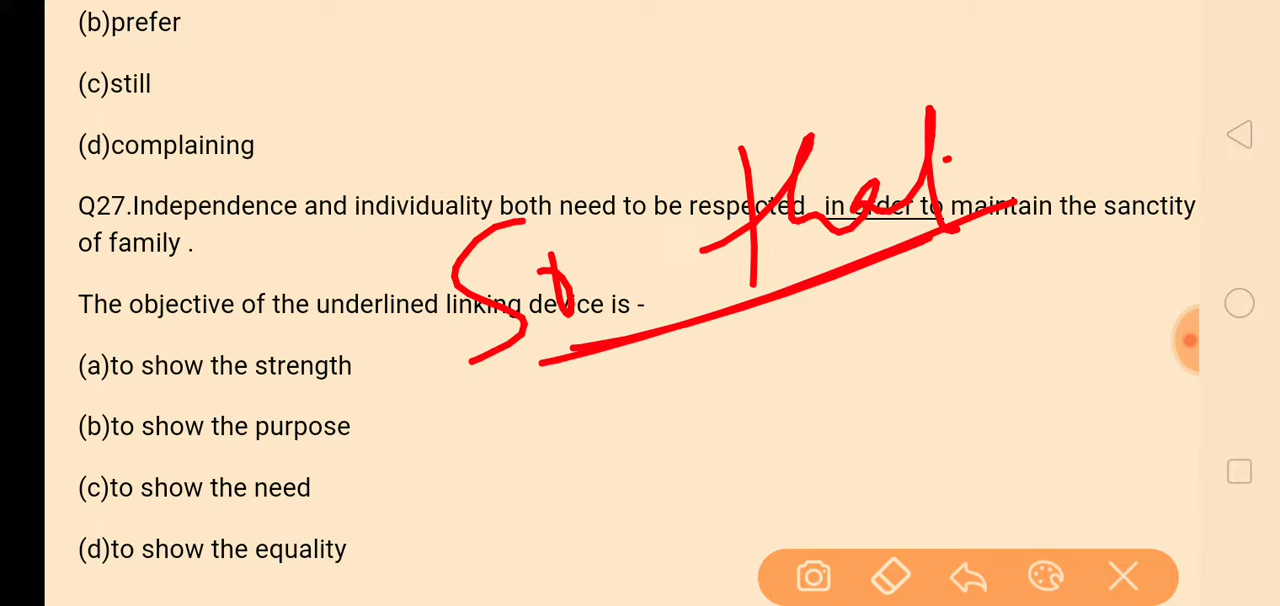 (b)prefer
(c)still
(d)complaining
Q27.Independence and individuality both need to be respected in order to maintain the sanctity
of family .
The objective of the underlined linking device is -
(a)to show the strength
(b)to show the purpose
(c)to show the need
(d)to show the equality
So that